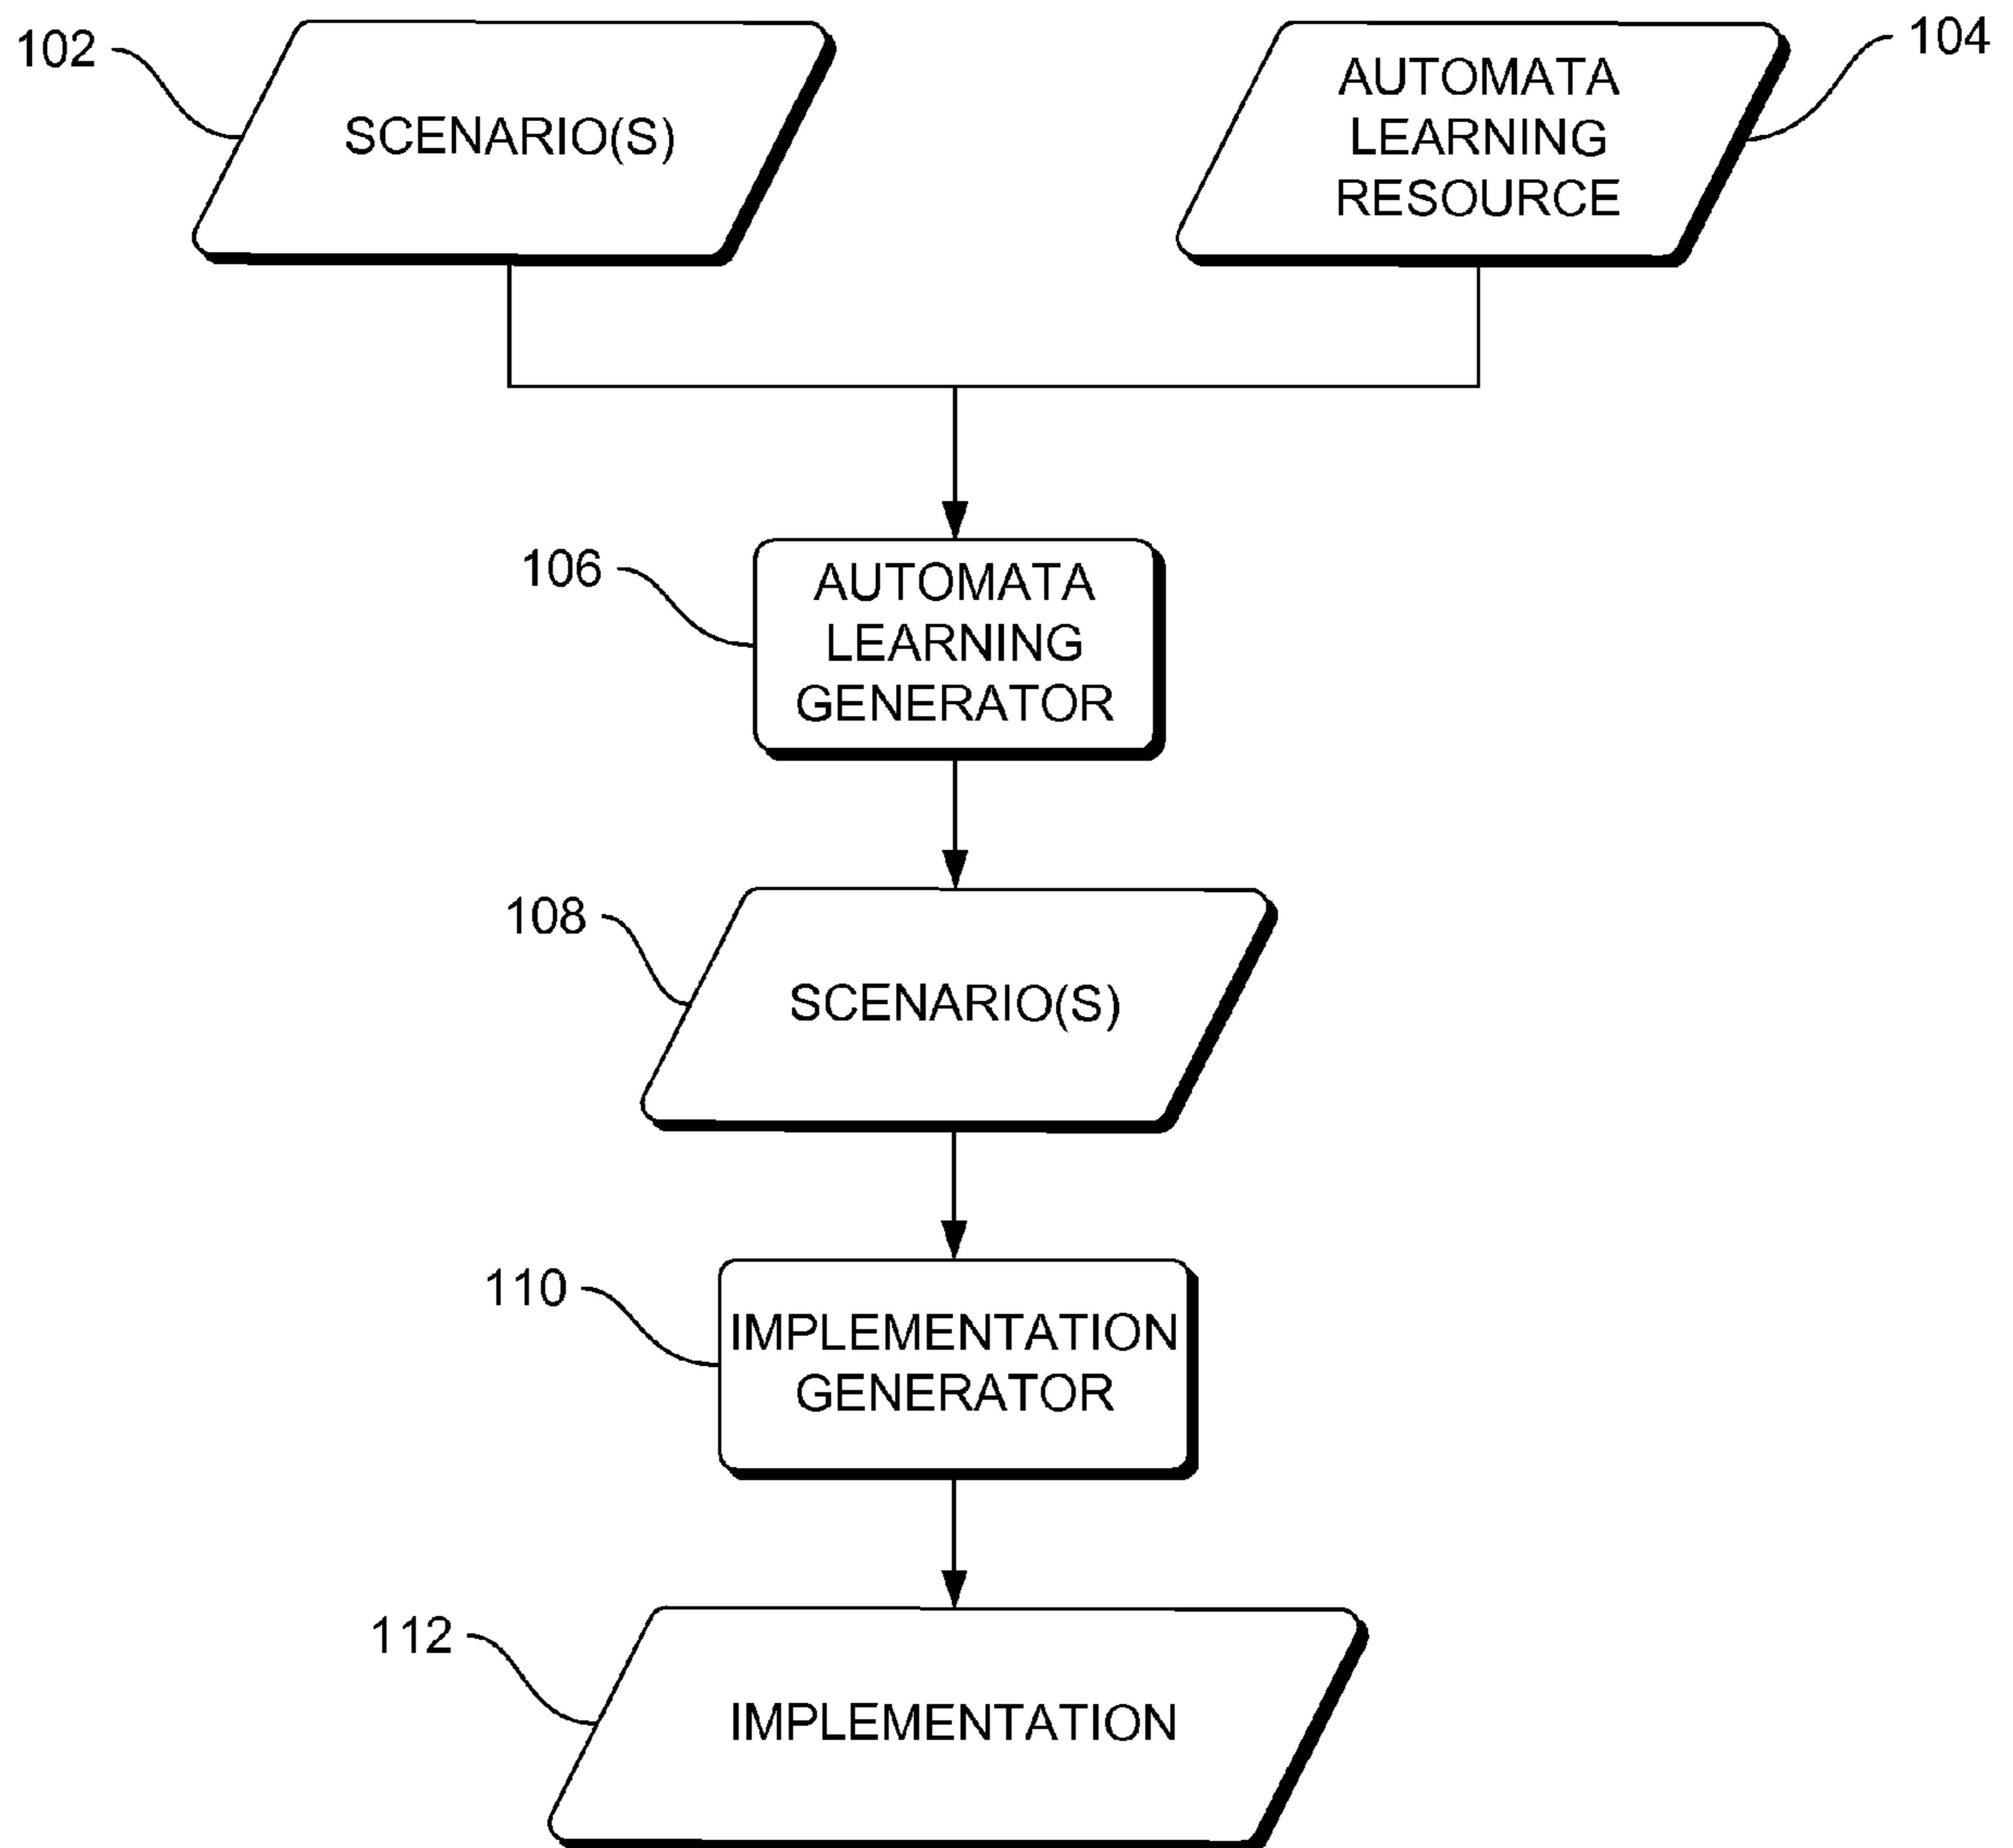 102
SCENARIO(S)
AUTOMATA
LEARNING
RESOURCE
104
106
AUTOMATA
LEARNING
GENERATOR
108
SCENARIO(S)
110
IMPLEMENTATION
GENERATOR
112
IMPLEMENTATION